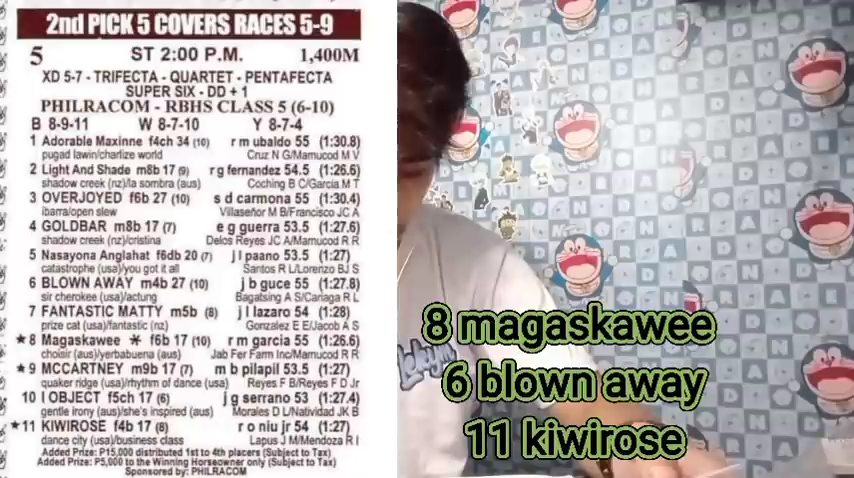 2nd PICK 5 COVERS RACES 5-9
5 ST 2:00 P.M. 1,400M
XD 5-7 - TRIFECTA - QUARTET - PENTAFECTA
SUPER SIX - DD + 1
PHILRACOM - RBHS CLASS 5 (6-10)
B 8-9-11 W 8-7-10 Y 8-7-4
1 Adorable Maxinne f4ch 34 (10) r m ubaldo 55 (1:30.8)
pugad lawin/charlize world Cruz N G/Mamucod M V
2 Light And Shade m8b 17 (9) r g fernandez 54.5 (1:26.6)
shadow creek (nz)/la sombra (aus) Coching B C/Garcia M T
3 OVERJOYED f6b 27 (10) s d carmona 55 (1:30.4)
ibarra/open slew Villaseñor M B/Francisco JC A
4 GOLDBAR m8b 17 (7) e g guerra 53.5 (1:27.6)
shadow creek (nz)/cristina Delos Reyes JC A/Mamucod R R
5 Nasayona Anglahat f6db 20 (7) j l paano 53.5 (1:27)
catastrophe (usa)/you got it all Santos R L/Lorenzo BJ S
6 BLOWN AWAY m4b 27 (10) j b guce 55 (1:27.8)
sir cherokee (usa)/actung Bagatsing A S/Cariaga R L
7 FANTASTIC MATTY m5b (8) j l lazaro 54 (1:28)
prize cat (usa)/fantastic (nz) Gonzalez E E/Jacob A S
★8 Magaskawee * f6b 17 (10) r m garcia 55 (1:26.6)
choisir (aus)/yerbabuena (aus) Jab Fer Farm Inc/Mamucod R R
★9 MCCARTNEY m9b 17 (7) m b pilapil 53.5 (1:27)
quaker ridge (usa)/rhythm of dance (usa) Reyes F B/Reyes F D Jr
10 I OBJECT f5ch 17 (6) j g serrano 53 (1:27.4)
gentle irony (aus)/she's inspired (aus) Morales D L/Natividad JK B
★11 KIWIROSE f4b 17 (8) r o niu jr 54 (1:27)
dance city (usa)/business class Lapus J M/Mendoza R I
Added Prize: P15,000 distributed 1st to 4th placers (Subject to Tax)
Added Prize: P5,000 to the Winning Horseowner only (Subject to Tax)
Sponsored by: PHILRACOM
8 magaskawee
6 blown away
11 kiwirose